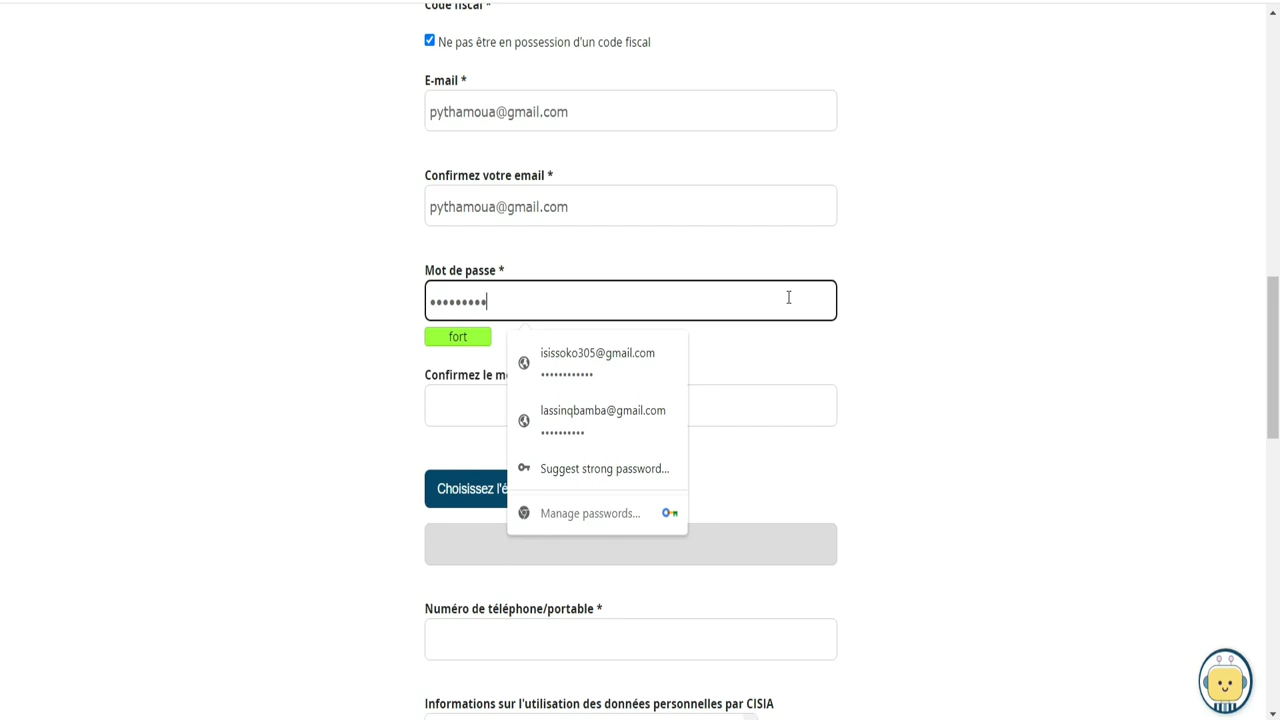 Code fiscal *
Ne pas être en possession d'un code fiscal
E-mail *
pythamoua@gmail.com
Confirmez votre email *
pythamoua@gmail.com
Mot de passe *
•••••••••
fort
isissoko305@gmail.com
••••••••••••
Confirmez le m
lassinqbamba@gmail.com
••••••••••
Suggest strong password...
Choisissez l'é
Manage passwords...
Numéro de téléphone/portable *
Informations sur l'utilisation des données personnelles par CISIA